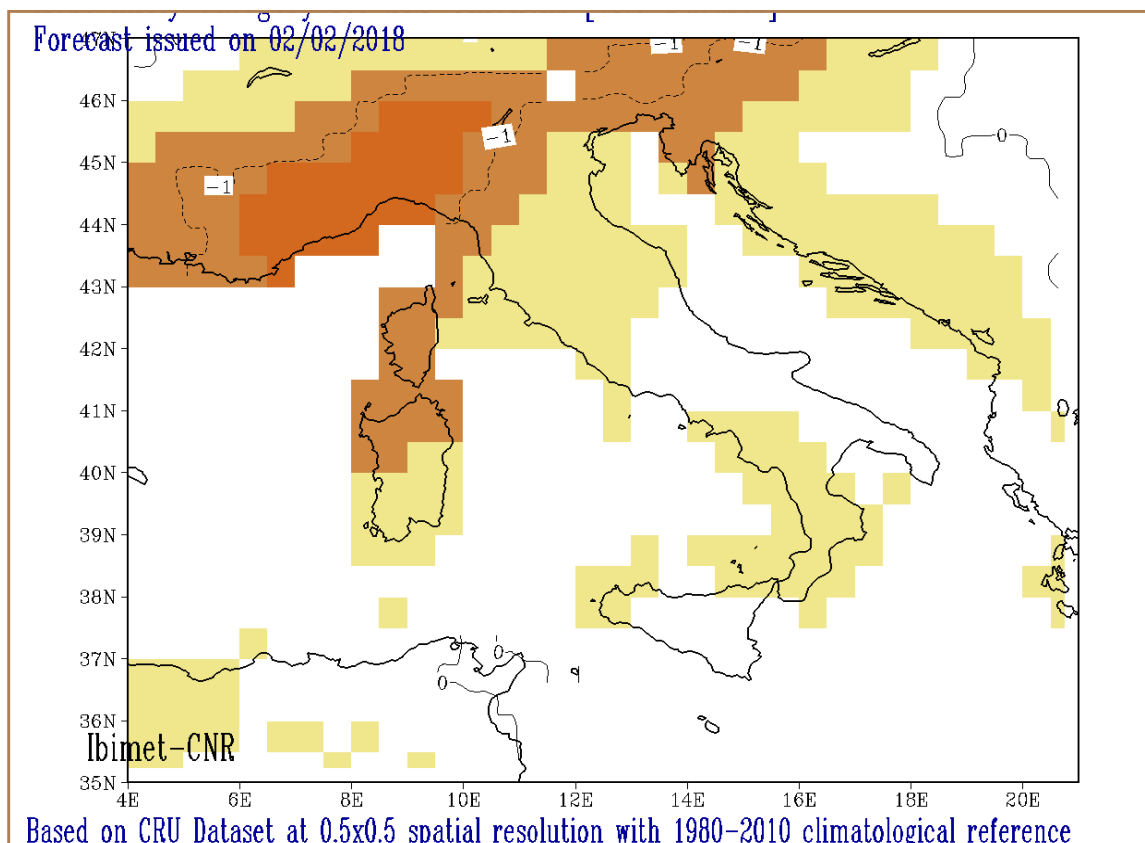 Forecast issued on 02/02/2018
47N
-1
-1
46N
-1
0
45N
-1
44N
43N
42N
41N
40N
39N
38N
37N
0
0
36N
Ibimet-CNR
35N
4E 6E 8E 10E 12E 14E 16E 18E 20E
Based on CRU Dataset at 0.5x0.5 spatial resolution with 1980-2010 climatological reference